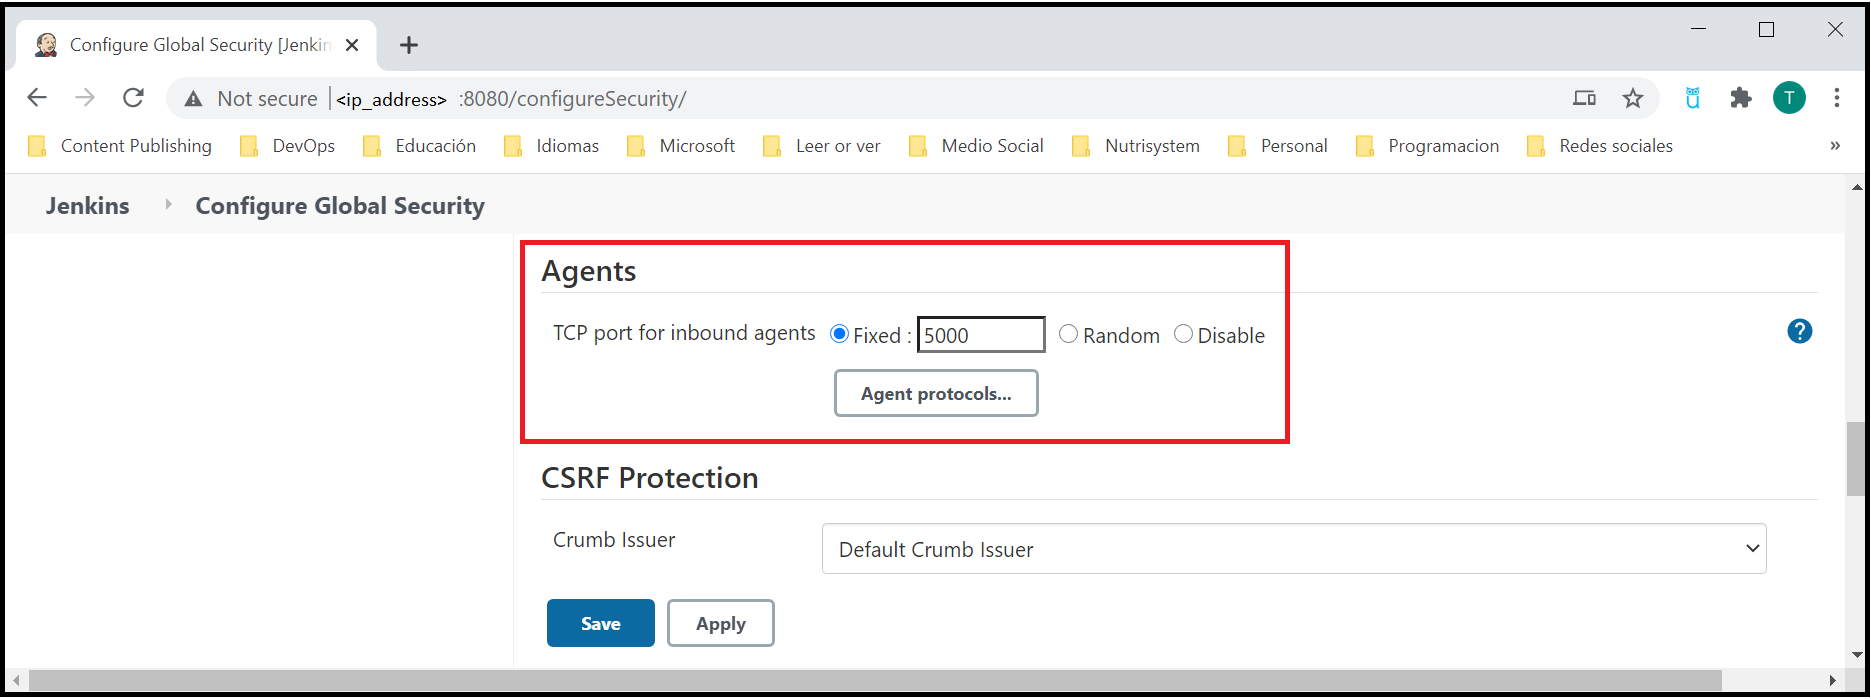 Configure Global Security [Jenkin
Not secure <ip_address> :8080/configureSecurity/
T
Content Publishing DevOps Educación Idiomas Microsoft Leer or ver Medio Social Nutrisystem Personal Programacion Redes sociales »
Jenkins Configure Global Security
Agents
TCP port for inbound agents Fixed : 5000 Random Disable
?
Agent protocols...
CSRF Protection
Crumb Issuer Default Crumb Issuer
Save Apply